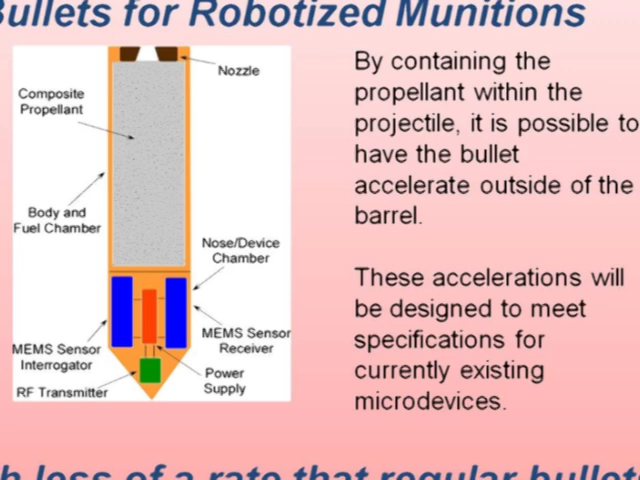 Bullets for Robotized Munitions
Nozzle
Composite
Propellant
Body and
Fuel Chamber
Nose/Device
Chamber
MEMS Sensor
Interrogator
MEMS Sensor
Receiver
Power
Supply
RF Transmitter
By containing the
propellant within the
projectile, it is possible to
have the bullet
accelerate outside of the
barrel.
These accelerations will
be designed to meet
specifications for
currently existing
microdevices.
loss of a rate that regular bullets